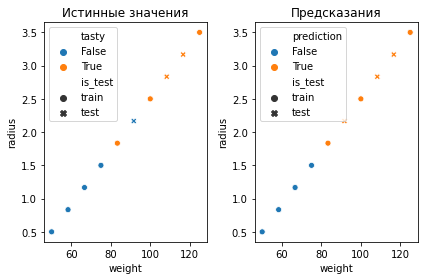 Истинные значения
tasty
False
True
is_test
train
test
3.5
3.0
2.5
2.0
1.5
1.0
0.5
radius
60 80 100 120
weight
Предсказания
prediction
False
True
is_test
train
test
3.5
3.0
2.5
2.0
1.5
1.0
0.5
radius
60 80 100 120
weight